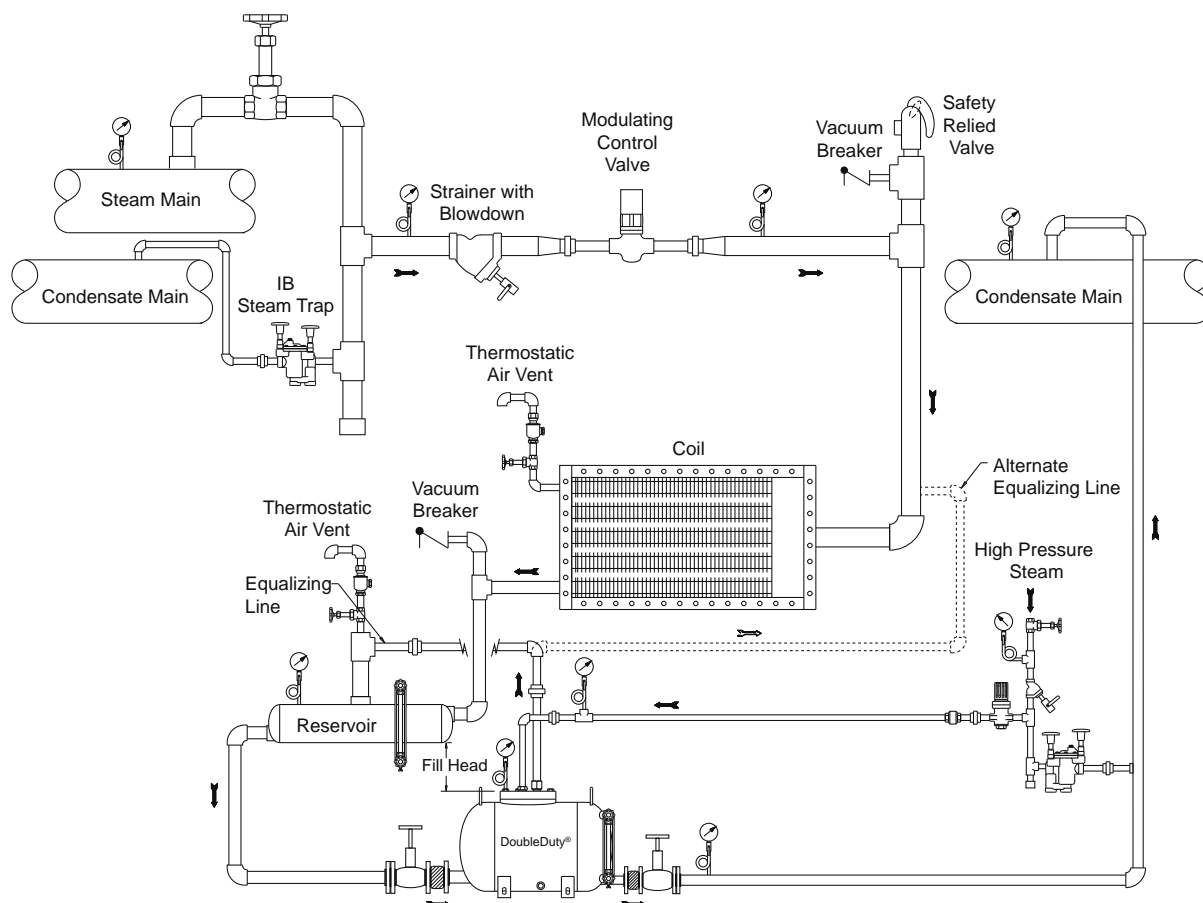 Safety
Relied
Valve
Modulating
Control
Valve
Vacuum
Breaker
Steam Main
Strainer with
Blowdown
Condensate Main
IB
Steam Trap
Condensate Main
Thermostatic
Air Vent
Coil
Alternate
Equalizing Line
Vacuum
Breaker
Thermostatic
Air Vent
High Pressure
Steam
Equalizing
Line
Reservoir
Fill Head
DoubleDuty®